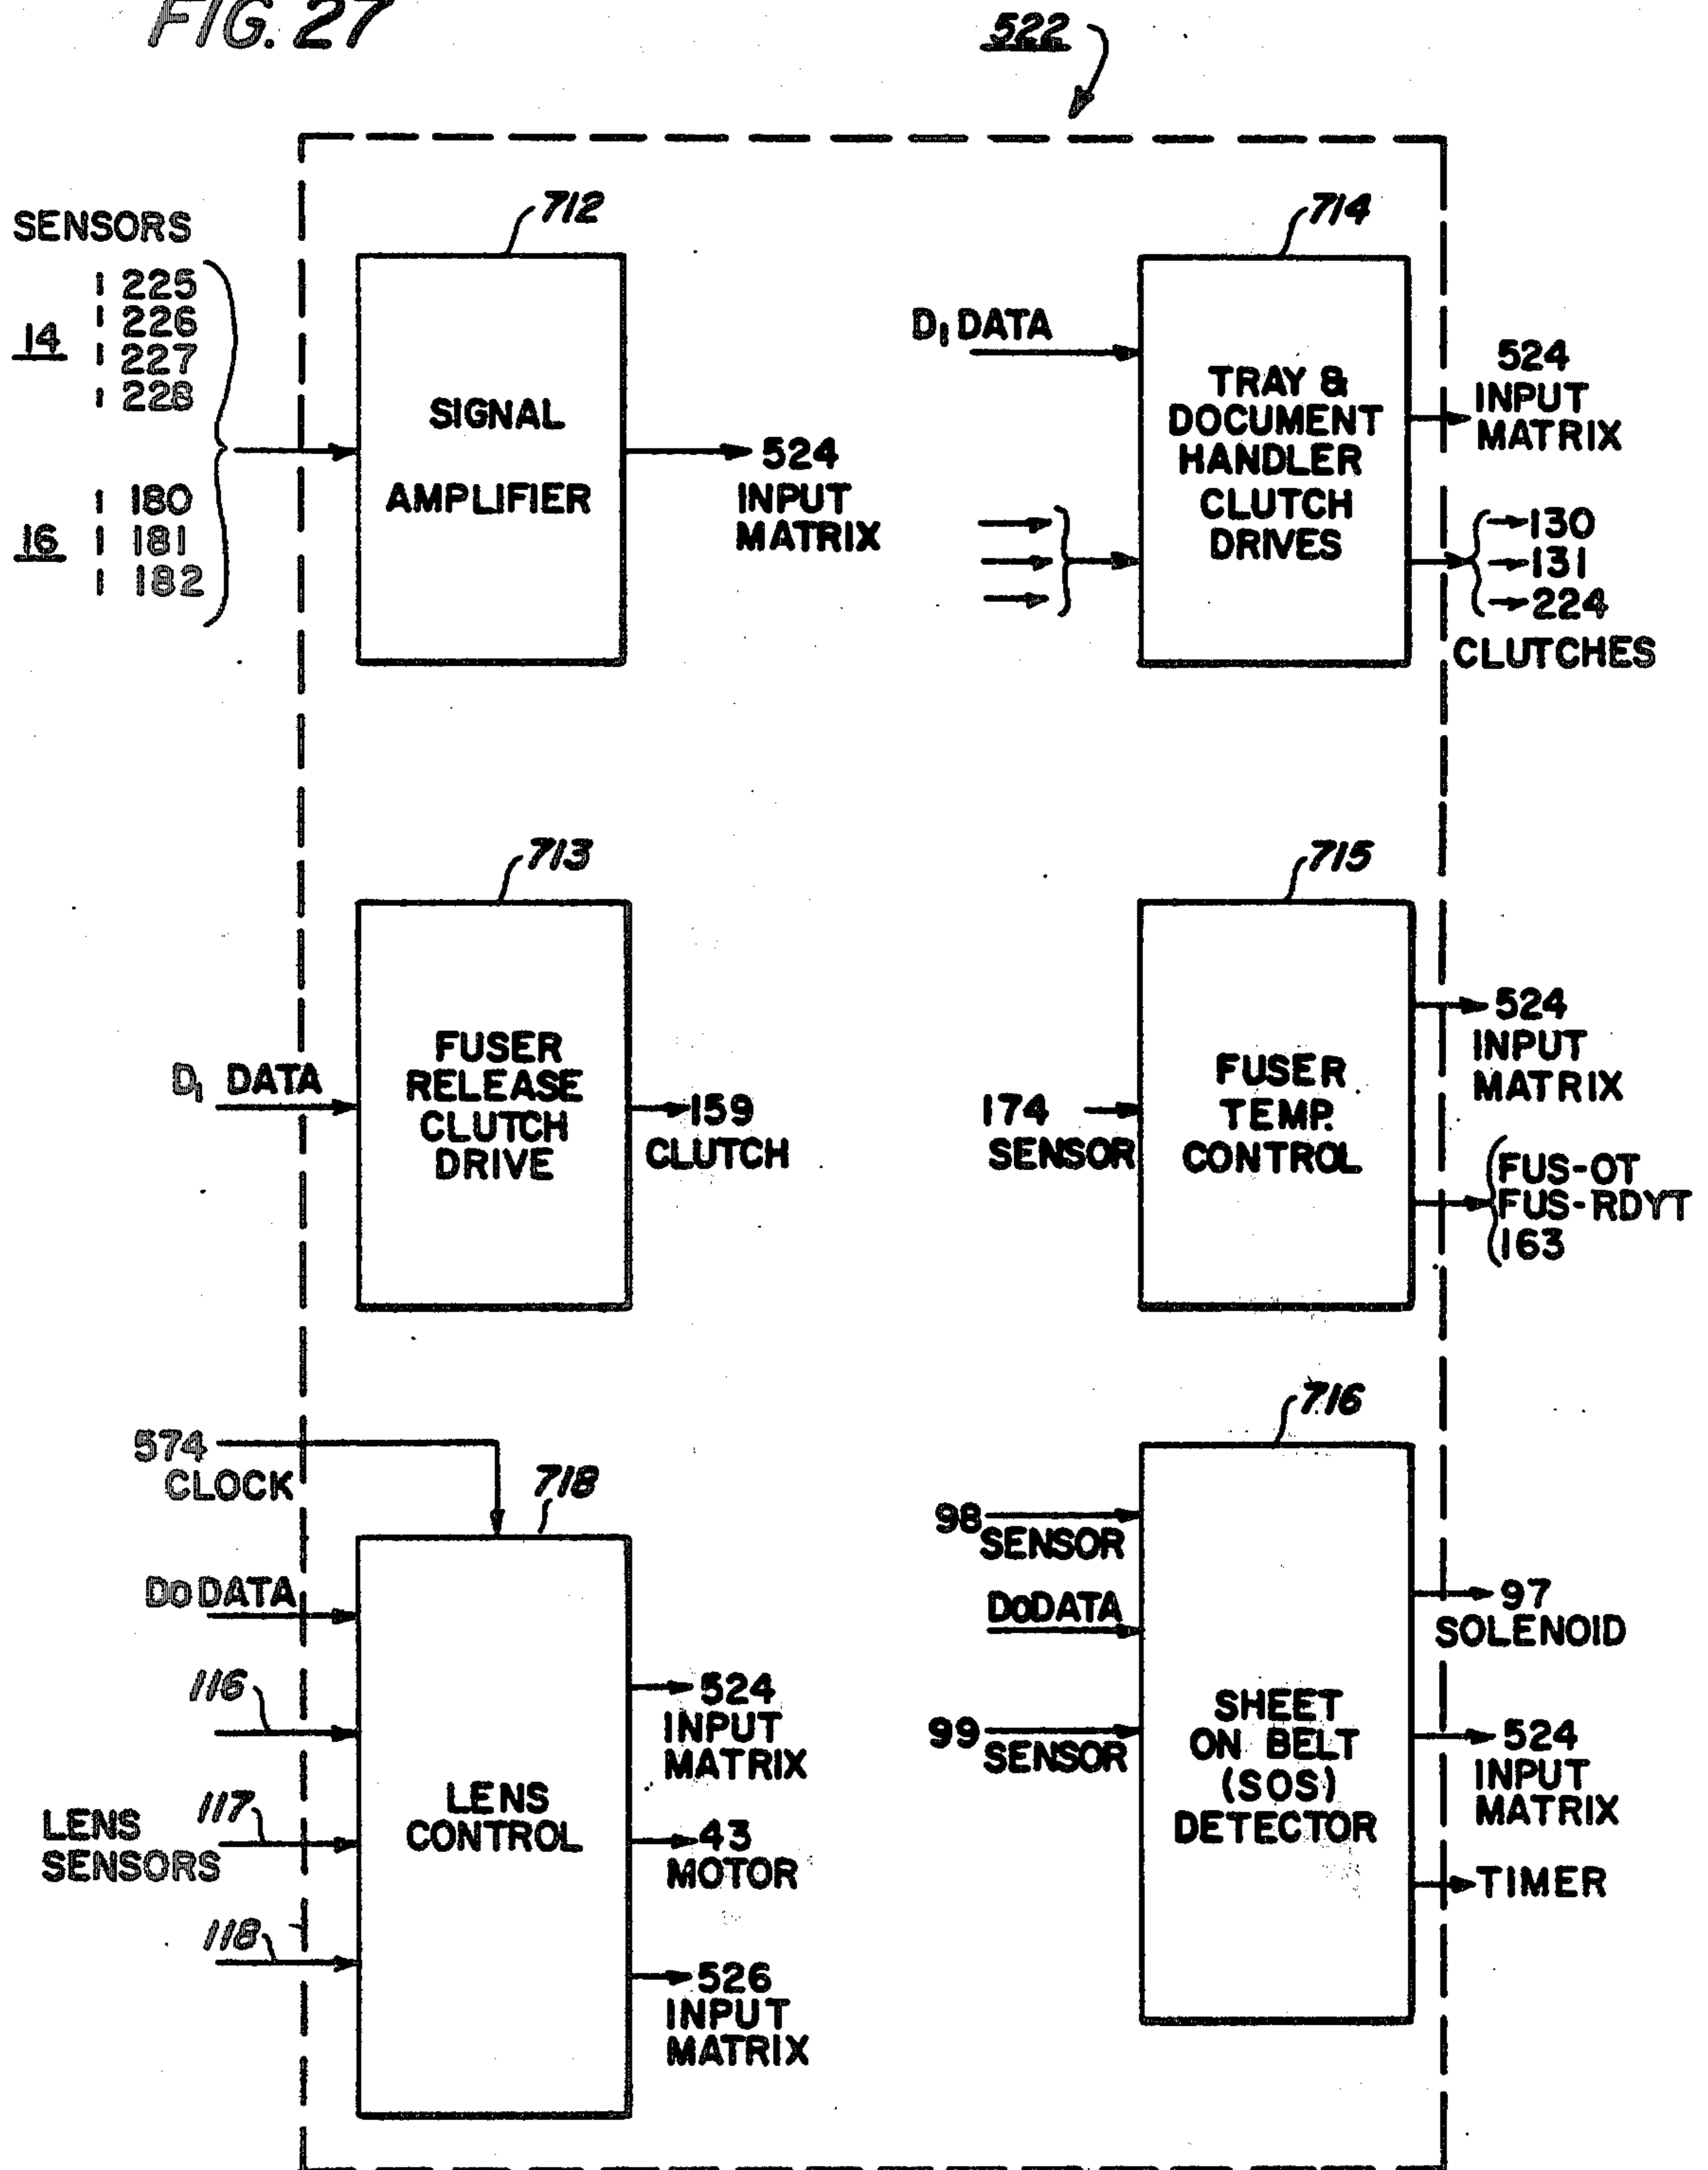 FIG. 27
522
SENSORS
14
225
226
227
228
16
180
181
182
712
SIGNAL
AMPLIFIER
524
INPUT
MATRIX
714
D1 DATA
TRAY &
DOCUMENT
HANDLER
CLUTCH
DRIVES
524
INPUT
MATRIX
130
131
224
CLUTCHES
713
D1 DATA
FUSER
RELEASE
CLUTCH
DRIVE
159
CLUTCH
715
174
SENSOR
FUSER
TEMP.
CONTROL
524
INPUT
MATRIX
FUS-OT
FUS-RDYT
163
574
CLOCK
718
DO DATA
116
117
LENS
SENSORS
118
LENS
CONTROL
524
INPUT
MATRIX
43
MOTOR
526
INPUT
MATRIX
716
98
SENSOR
DO DATA
99
SENSOR
SHEET
ON BELT
(SOS)
DETECTOR
97
SOLENOID
524
INPUT
MATRIX
TIMER